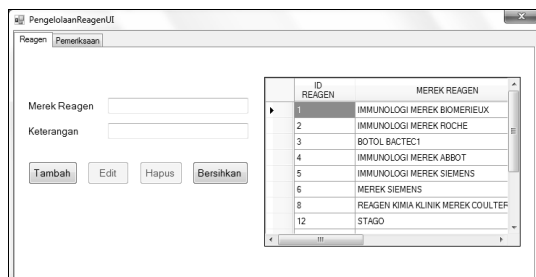 PengelolaanReagenUI
Reagen Pemeriksaan
Merek Reagen
Keterangan
Tambah Edit Hapus Bersihkan
ID REAGEN MEREK REAGEN
1 IMMUNOLOGI MEREK BIOMERIEUX
2 IMMUNOLOGI MEREK ROCHE
3 BOTOL BACTEC1
4 IMMUNOLOGI MEREK ABBOT
5 IMMUNOLOGI MEREK SIEMENS
6 MEREK SIEMENS
8 REAGEN KIMIA KLINIK MEREK COULTER
12 STAGO